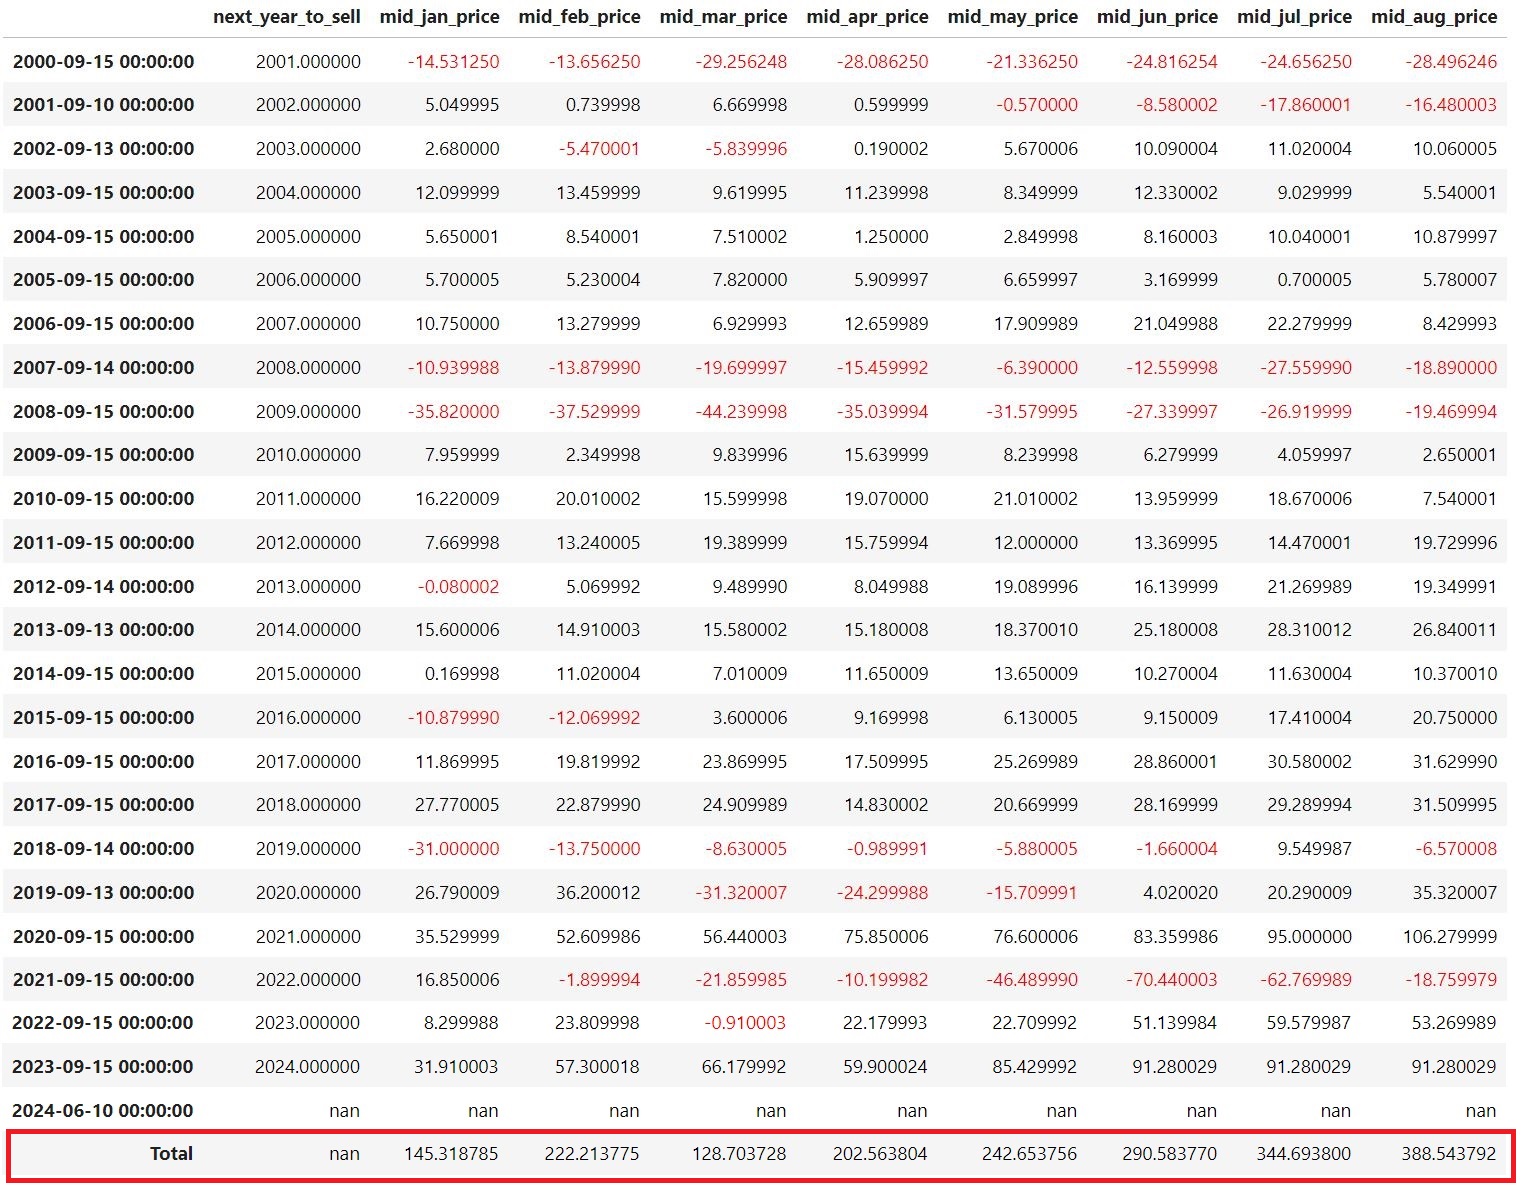 next_year_to_sell mid_jan_price mid_feb_price mid_mar_price mid_apr_price mid_may_price mid_jun_price mid_jul_price mid_aug_price
2000-09-15 00:00:00 2001.000000 -14.531250 -13.656250 -29.256248 -28.086250 -21.336250 -24.816254 -24.656250 -28.496246
2001-09-10 00:00:00 2002.000000 5.049995 0.739998 6.669998 0.599999 -0.570000 -8.580002 -17.860001 -16.480003
2002-09-13 00:00:00 2003.000000 2.680000 -5.470001 -5.839996 0.190002 5.670006 10.090004 11.020004 10.060005
2003-09-15 00:00:00 2004.000000 12.099999 13.459999 9.619995 11.239998 8.349999 12.330002 9.029999 5.540001
2004-09-15 00:00:00 2005.000000 5.650001 8.540001 7.510002 1.250000 2.849998 8.160003 10.040001 10.879997
2005-09-15 00:00:00 2006.000000 5.700005 5.230004 7.820000 5.909997 6.659997 3.169999 0.700005 5.780007
2006-09-15 00:00:00 2007.000000 10.750000 13.279999 6.929993 12.659989 17.909989 21.049988 22.279999 8.429993
2007-09-14 00:00:00 2008.000000 -10.939988 -13.879990 -19.699997 -15.459992 -6.390000 -12.559998 -27.559990 -18.890000
2008-09-15 00:00:00 2009.000000 -35.820000 -37.529999 -44.239998 -35.039994 -31.579995 -27.339997 -26.919999 -19.469994
2009-09-15 00:00:00 2010.000000 7.959999 2.349998 9.839996 15.639999 8.239998 6.279999 4.059997 2.650001
2010-09-15 00:00:00 2011.000000 16.220009 20.010002 15.599998 19.070000 21.010002 13.959999 18.670006 7.540001
2011-09-15 00:00:00 2012.000000 7.669998 13.240005 19.389999 15.759994 12.000000 13.369995 14.470001 19.729996
2012-09-14 00:00:00 2013.000000 -0.080002 5.069992 9.489990 8.049988 19.089996 16.139999 21.269989 19.349991
2013-09-13 00:00:00 2014.000000 15.600006 14.910003 15.580002 15.180008 18.370010 25.180008 28.310012 26.840011
2014-09-15 00:00:00 2015.000000 0.169998 11.020004 7.010009 11.650009 13.650009 10.270004 11.630004 10.370010
2015-09-15 00:00:00 2016.000000 -10.879990 -12.069992 3.600006 9.169998 6.130005 9.150009 17.410004 20.750000
2016-09-15 00:00:00 2017.000000 11.869995 19.819992 23.869995 17.509995 25.269989 28.860001 30.580002 31.629990
2017-09-15 00:00:00 2018.000000 27.770005 22.879990 24.909989 14.830002 20.669999 28.169999 29.289994 31.509995
2018-09-14 00:00:00 2019.000000 -31.000000 -13.750000 -8.630005 -0.989991 -5.880005 -1.660004 9.549987 -6.570008
2019-09-13 00:00:00 2020.000000 26.790009 36.200012 -31.320007 -24.299988 -15.709991 4.020020 20.290009 35.320007
2020-09-15 00:00:00 2021.000000 35.529999 52.609986 56.440003 75.850006 76.600006 83.359986 95.000000 106.279999
2021-09-15 00:00:00 2022.000000 16.850006 -1.899994 -21.859985 -10.199982 -46.489990 -70.440003 -62.769989 -18.759979
2022-09-15 00:00:00 2023.000000 8.299988 23.809998 -0.910003 22.179993 22.709992 51.139984 59.579987 53.269989
2023-09-15 00:00:00 2024.000000 31.910003 57.300018 66.179992 59.900024 85.429992 91.280029 91.280029 91.280029
2024-06-10 00:00:00 nan nan nan nan nan nan nan nan nan
Total nan 145.318785 222.213775 128.703728 202.563804 242.653756 290.583770 344.693800 388.543792